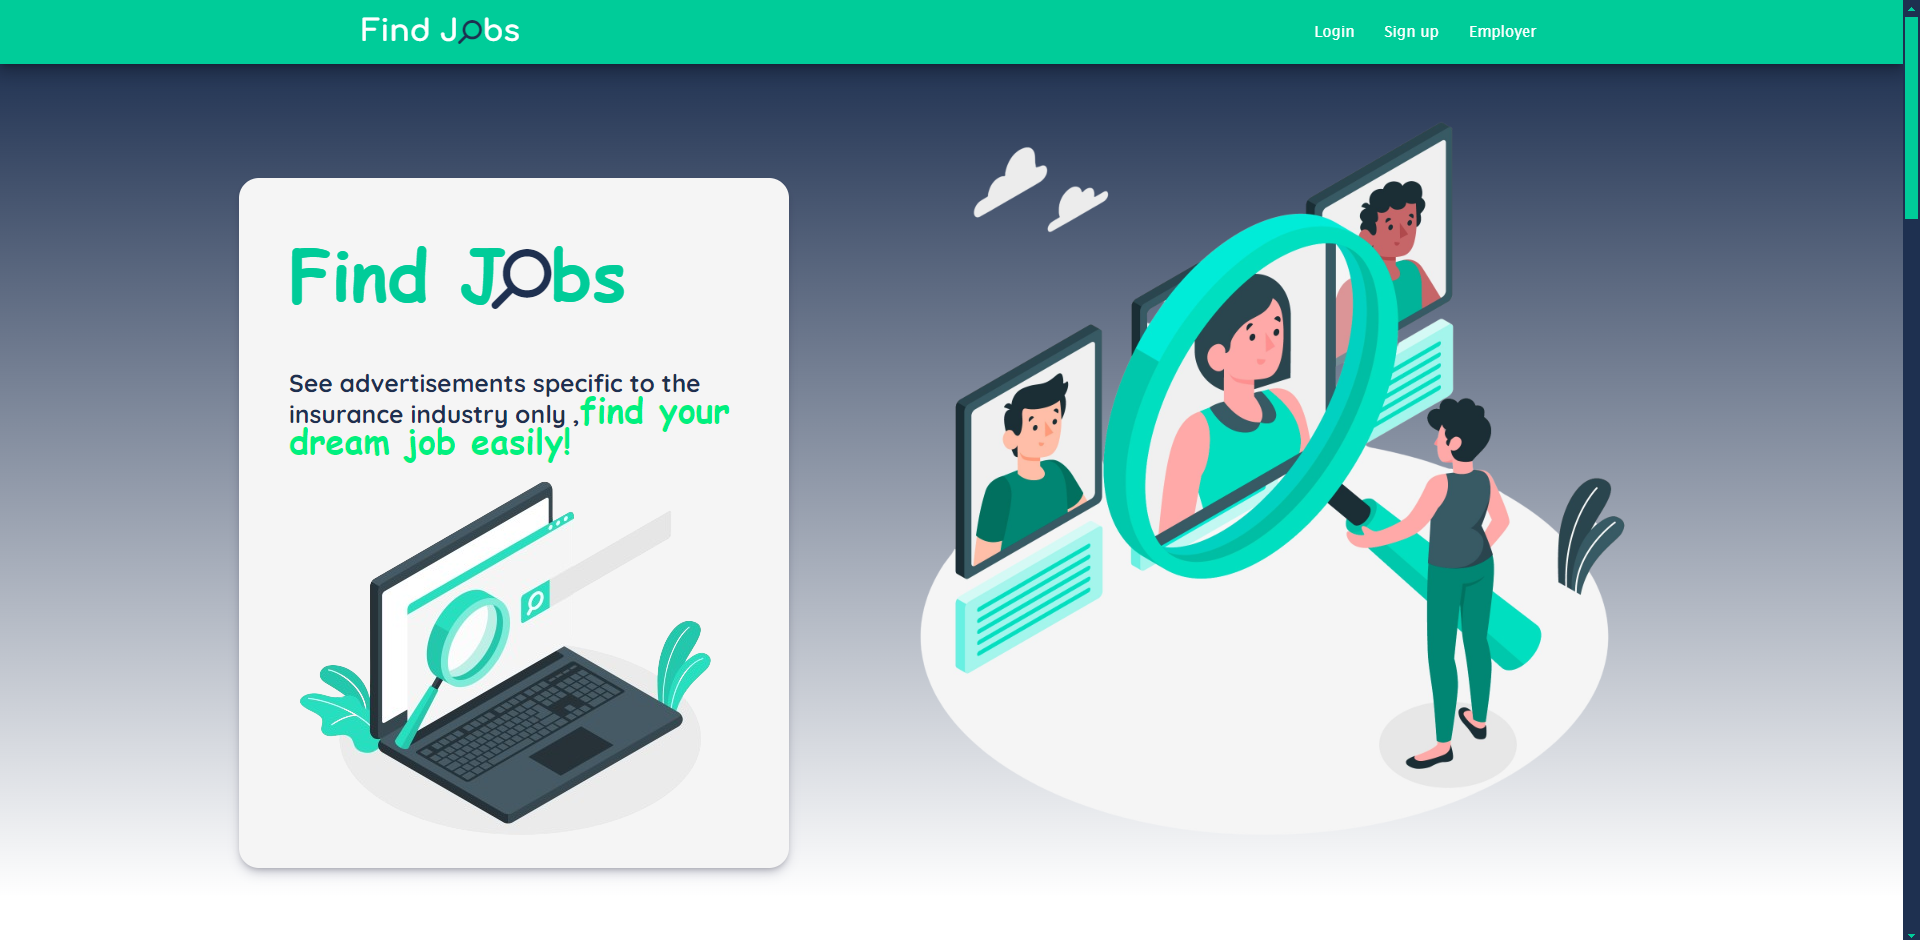 Find Jobs
Login
Sign up
Employer
Find Jobs
See advertisements specific to the
insurance industry only ,find your
dream job easily!